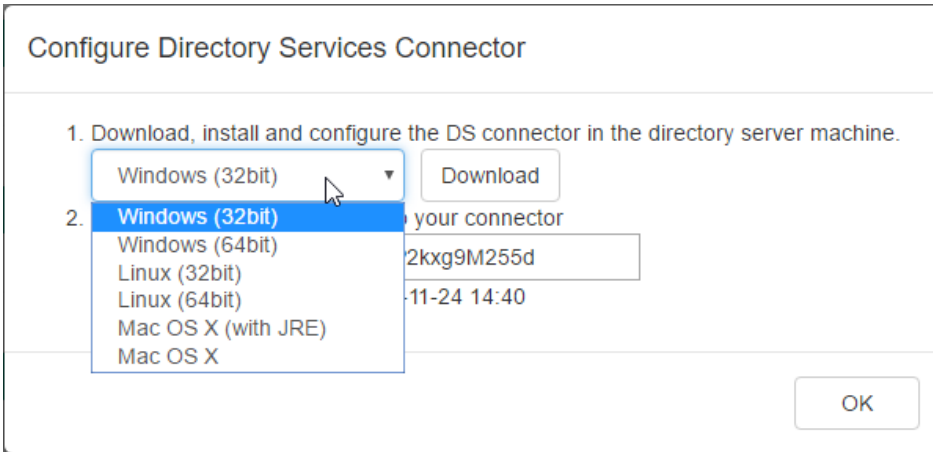 Configure Directory Services Connector
1. Download, install and configure the DS connector in the directory server machine.
Windows (32bit) Download
2. your connector
Windows (32bit)
Windows (64bit)
2kxg9M255d
Linux (32bit)
Linux (64bit)
-11-24 14:40
Mac OS X (with JRE)
Mac OS X
OK